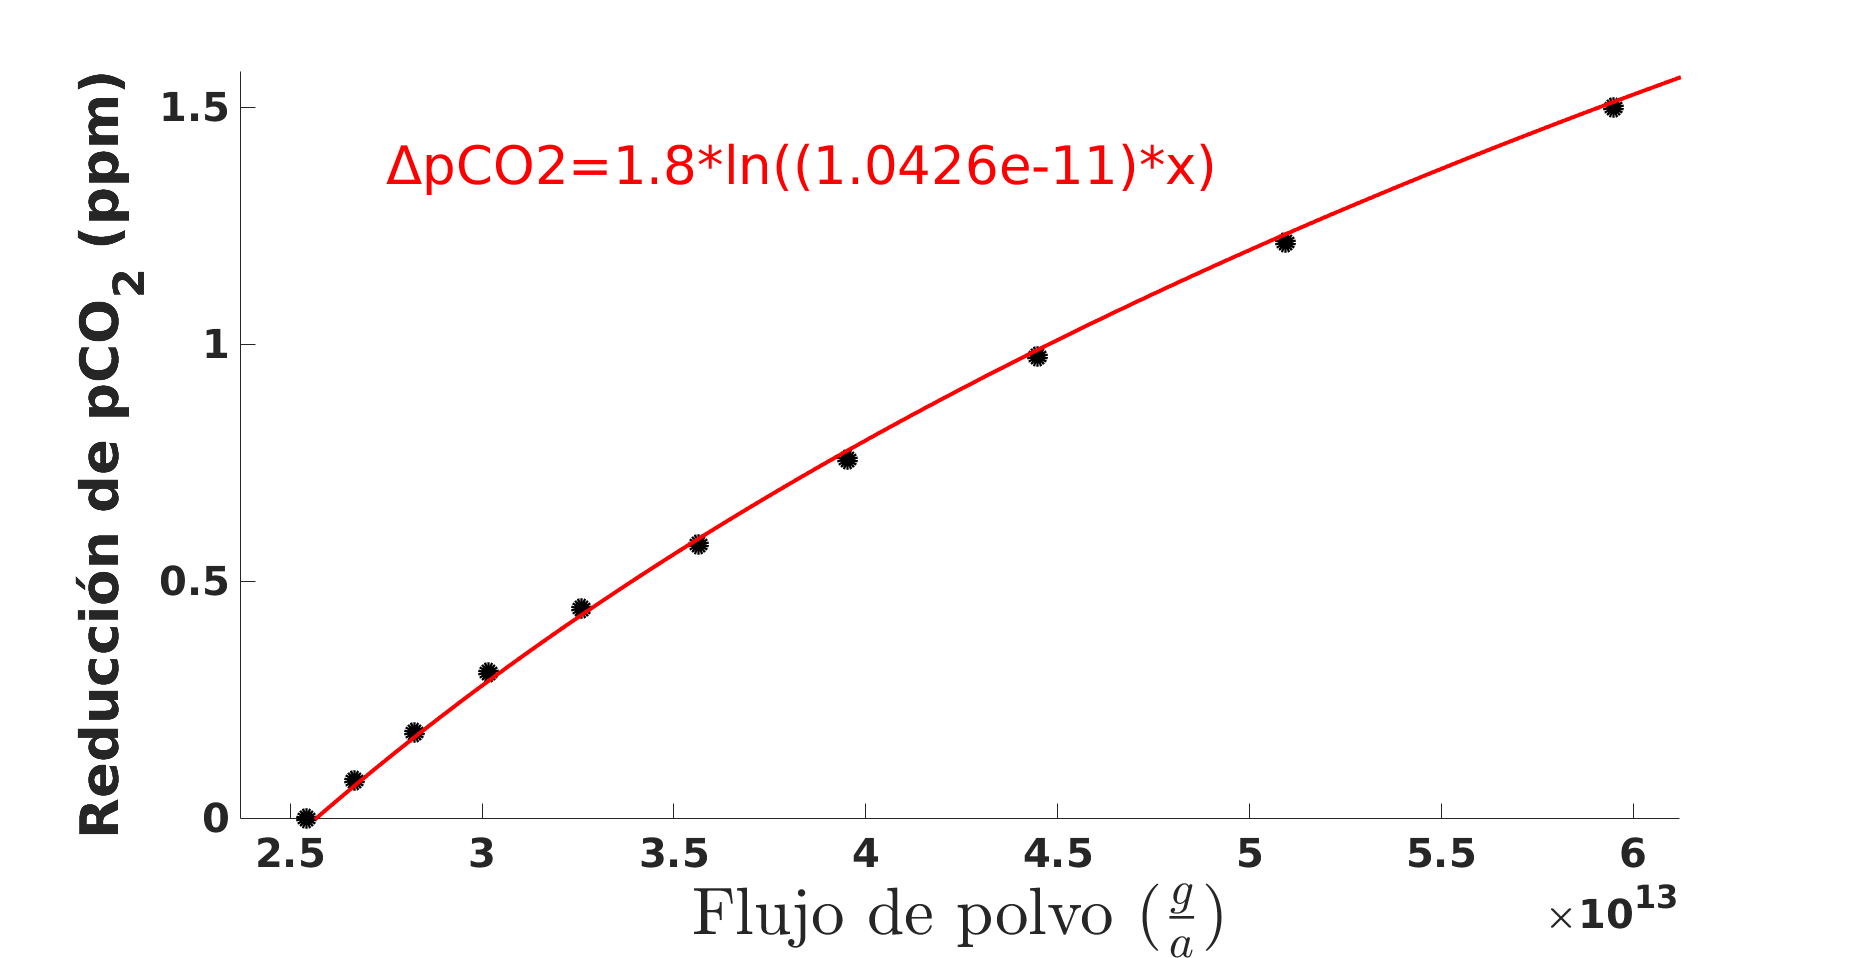 Reducción de pCO2 (ppm)
1.5
1
0.5
0
ΔpCO2=1.8*ln((1.0426e-11)*x)
2.5 3 3.5 4 4.5 5 5.5 6
×10^13
Flujo de polvo (g/a)